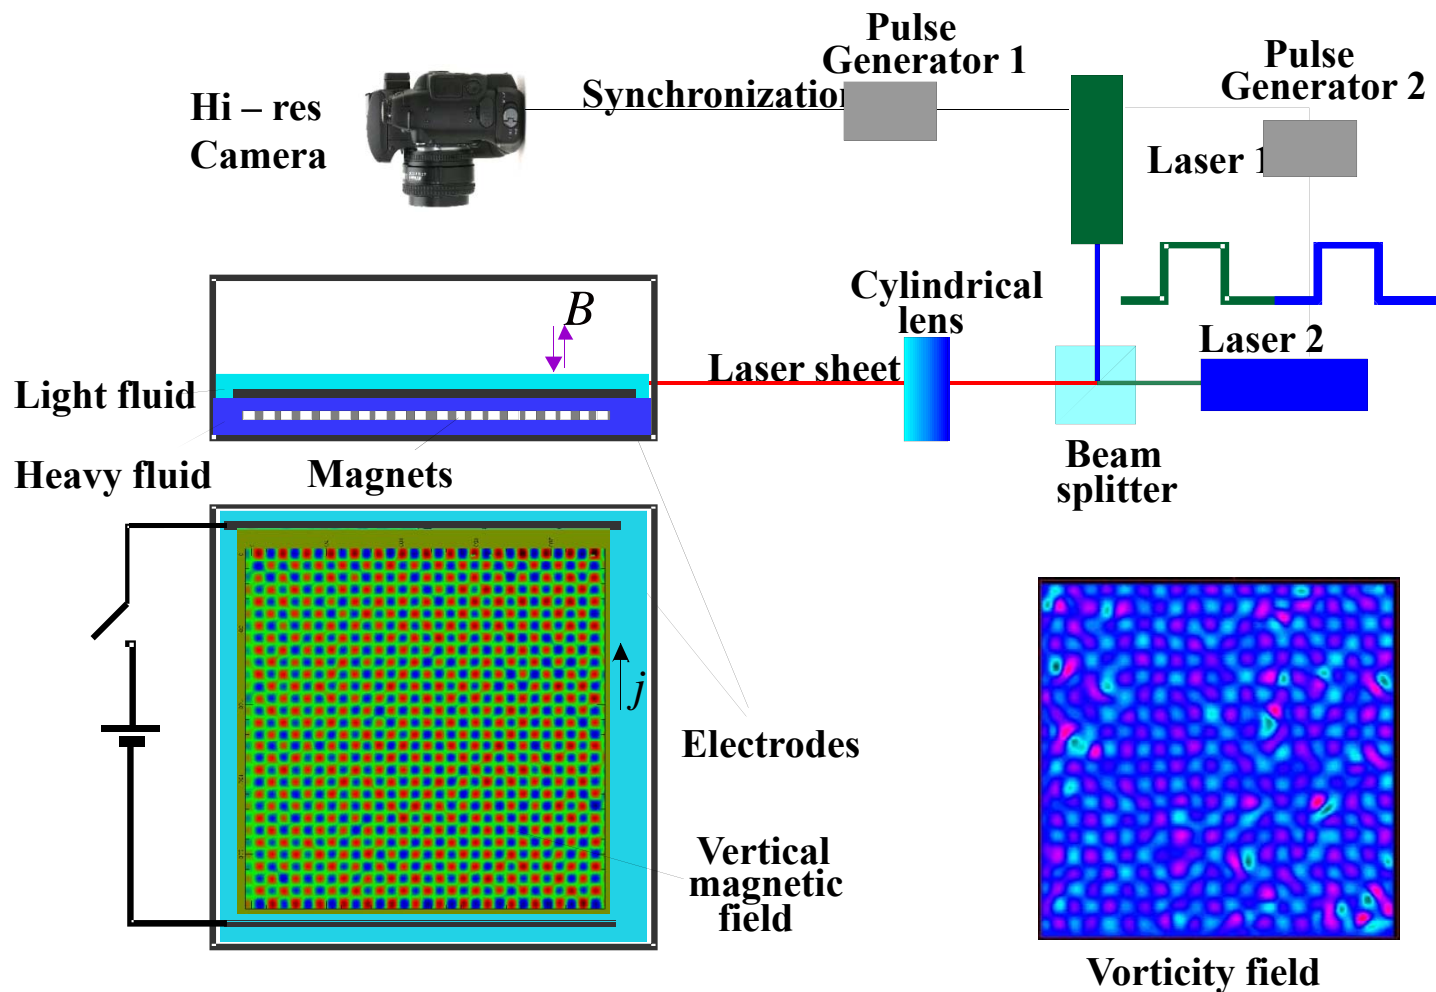 Pulse
Generator 1
Pulse
Generator 2
Hi – res
Camera
Synchronization
Laser 1
Cylindrical
lens
B
Laser 2
Laser sheet
Light fluid
Beam
splitter
Heavy fluid
Magnets
j
Electrodes
Vertical
magnetic
field
Vorticity field